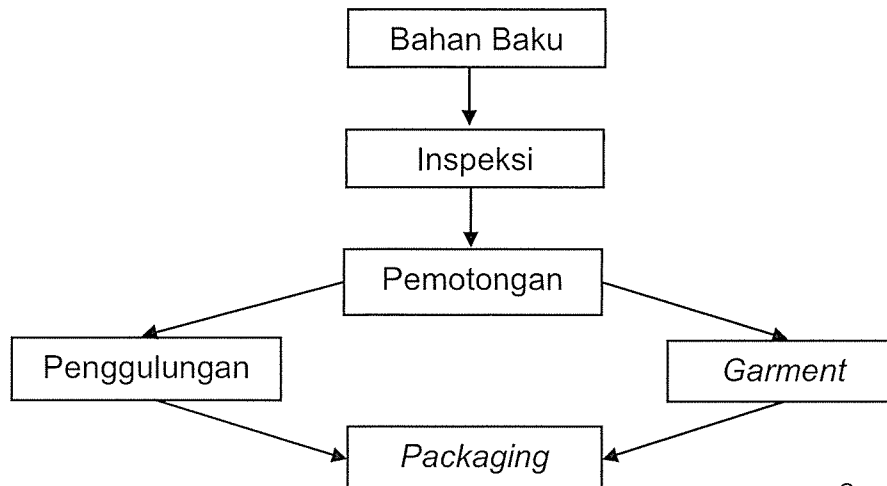 Bahan Baku
Inspeksi
Pemotongan
Penggulungan
Garment
Packaging